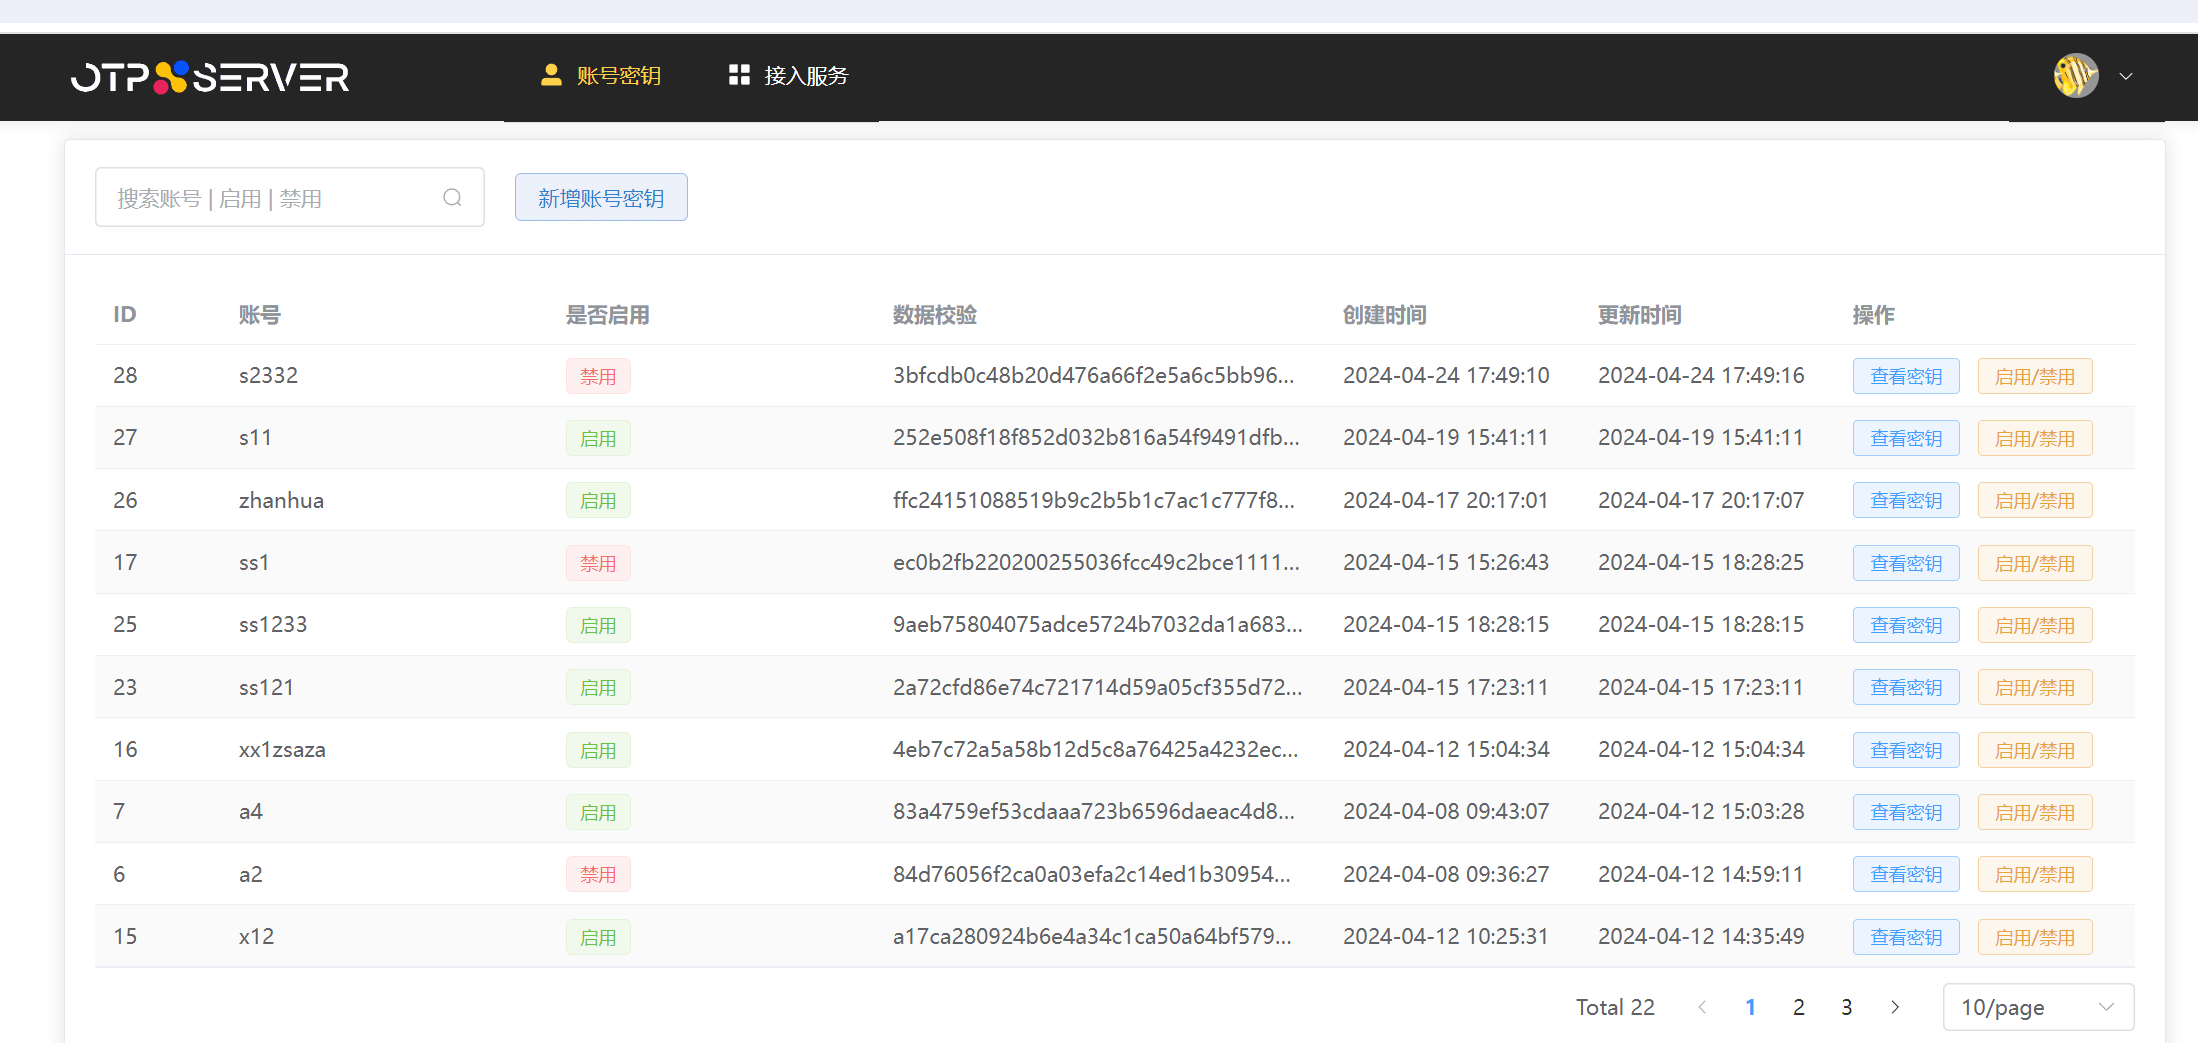 OTP SERVER 账号密钥 接入服务
搜索账号 | 启用 | 禁用 新增账号密钥
ID 账号 是否启用 数据校验 创建时间 更新时间 操作
28 s2332 禁用 3bfcdb0c48b20d476a66f2e5a6c5bb96... 2024-04-24 17:49:10 2024-04-24 17:49:16 查看密钥 启用/禁用
27 s11 启用 252e508f18f852d032b816a54f9491dfb... 2024-04-19 15:41:11 2024-04-19 15:41:11 查看密钥 启用/禁用
26 zhanhua 启用 ffc24151088519b9c2b5b1c7ac1c777f8... 2024-04-17 20:17:01 2024-04-17 20:17:07 查看密钥 启用/禁用
17 ss1 禁用 ec0b2fb220200255036fcc49c2bce1111... 2024-04-15 15:26:43 2024-04-15 18:28:25 查看密钥 启用/禁用
25 ss1233 启用 9aeb75804075adce5724b7032da1a683... 2024-04-15 18:28:15 2024-04-15 18:28:15 查看密钥 启用/禁用
23 ss121 启用 2a72cfd86e74c721714d59a05cf355d72... 2024-04-15 17:23:11 2024-04-15 17:23:11 查看密钥 启用/禁用
16 xx1zsaza 启用 4eb7c72a5a58b12d5c8a76425a4232ec... 2024-04-12 15:04:34 2024-04-12 15:04:34 查看密钥 启用/禁用
7 a4 启用 83a4759ef53cdaaa723b6596daeac4d8... 2024-04-08 09:43:07 2024-04-12 15:03:28 查看密钥 启用/禁用
6 a2 禁用 84d76056f2ca0a03efa2c14ed1b30954... 2024-04-08 09:36:27 2024-04-12 14:59:11 查看密钥 启用/禁用
15 x12 启用 a17ca280924b6e4a34c1ca50a64bf579... 2024-04-12 10:25:31 2024-04-12 14:35:49 查看密钥 启用/禁用
Total 22 1 2 3 10/page